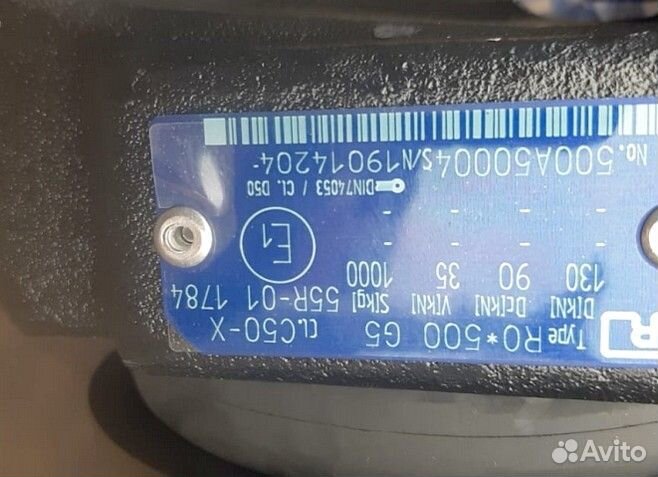 Type RO*500 G5 CL.C50-X
D[kN] Dc[kN] V[kN] S[kg] 55R-01 1784
130 90 35 1000
- - - - E1
- - - - DIN74053 / CL. D50
No. 500A50004 S/N19014204-
Avito